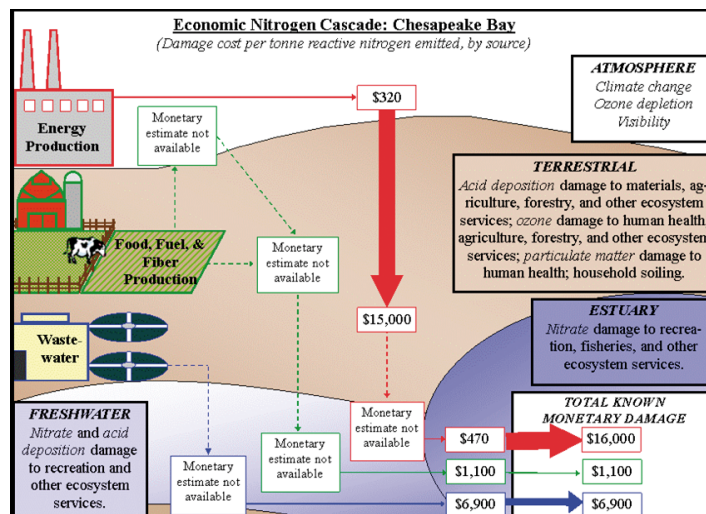 Economic Nitrogen Cascade: Chesapeake Bay
(Damage cost per tonne reactive nitrogen emitted, by source)
ATMOSPHERE
Climate change
Ozone depletion
Visibility
$320
Energy
Production
Monetary
estimate not
available
TERRESTRIAL
Acid deposition damage to materials, ag-
riculture, forestry, and other ecosystem
services; ozone damage to human health,
agriculture, forestry, and other ecosystem
services; particulate matter damage to
human health; household soiling.
Food, Fuel, &
Fiber
Production
Monetary
estimate not
available
$15,000
ESTUARY
Nitrate damage to recrea-
tion, fisheries, and other
ecosystem services.
Waste-
water
FRESHWATER
Nitrate and acid
deposition damage
to recreation and
other ecosystem
services.
Monetary
estimate not
available
Monetary
estimate not
available
Monetary
estimate not
available
TOTAL KNOWN
MONETARY DAMAGE
$470
$16,000
$1,100
$1,100
$6,900
$6,900